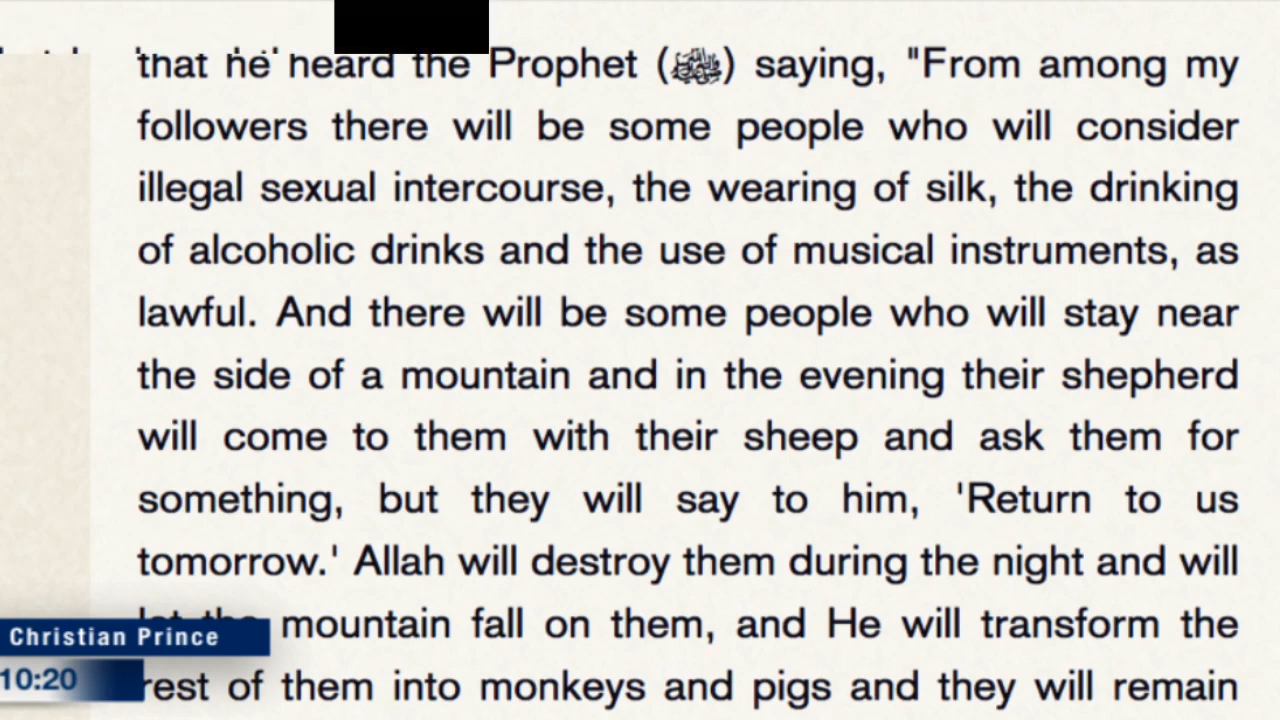 that he heard the Prophet (ﷺ) saying, "From among my
followers there will be some people who will consider
illegal sexual intercourse, the wearing of silk, the drinking
of alcoholic drinks and the use of musical instruments, as
lawful. And there will be some people who will stay near
the side of a mountain and in the evening their shepherd
will come to them with their sheep and ask them for
something, but they will say to him, 'Return to us
tomorrow.' Allah will destroy them during the night and will
mountain fall on them, and He will transform the
Christian Prince
rest of them into monkeys and pigs and they will remain
10:20